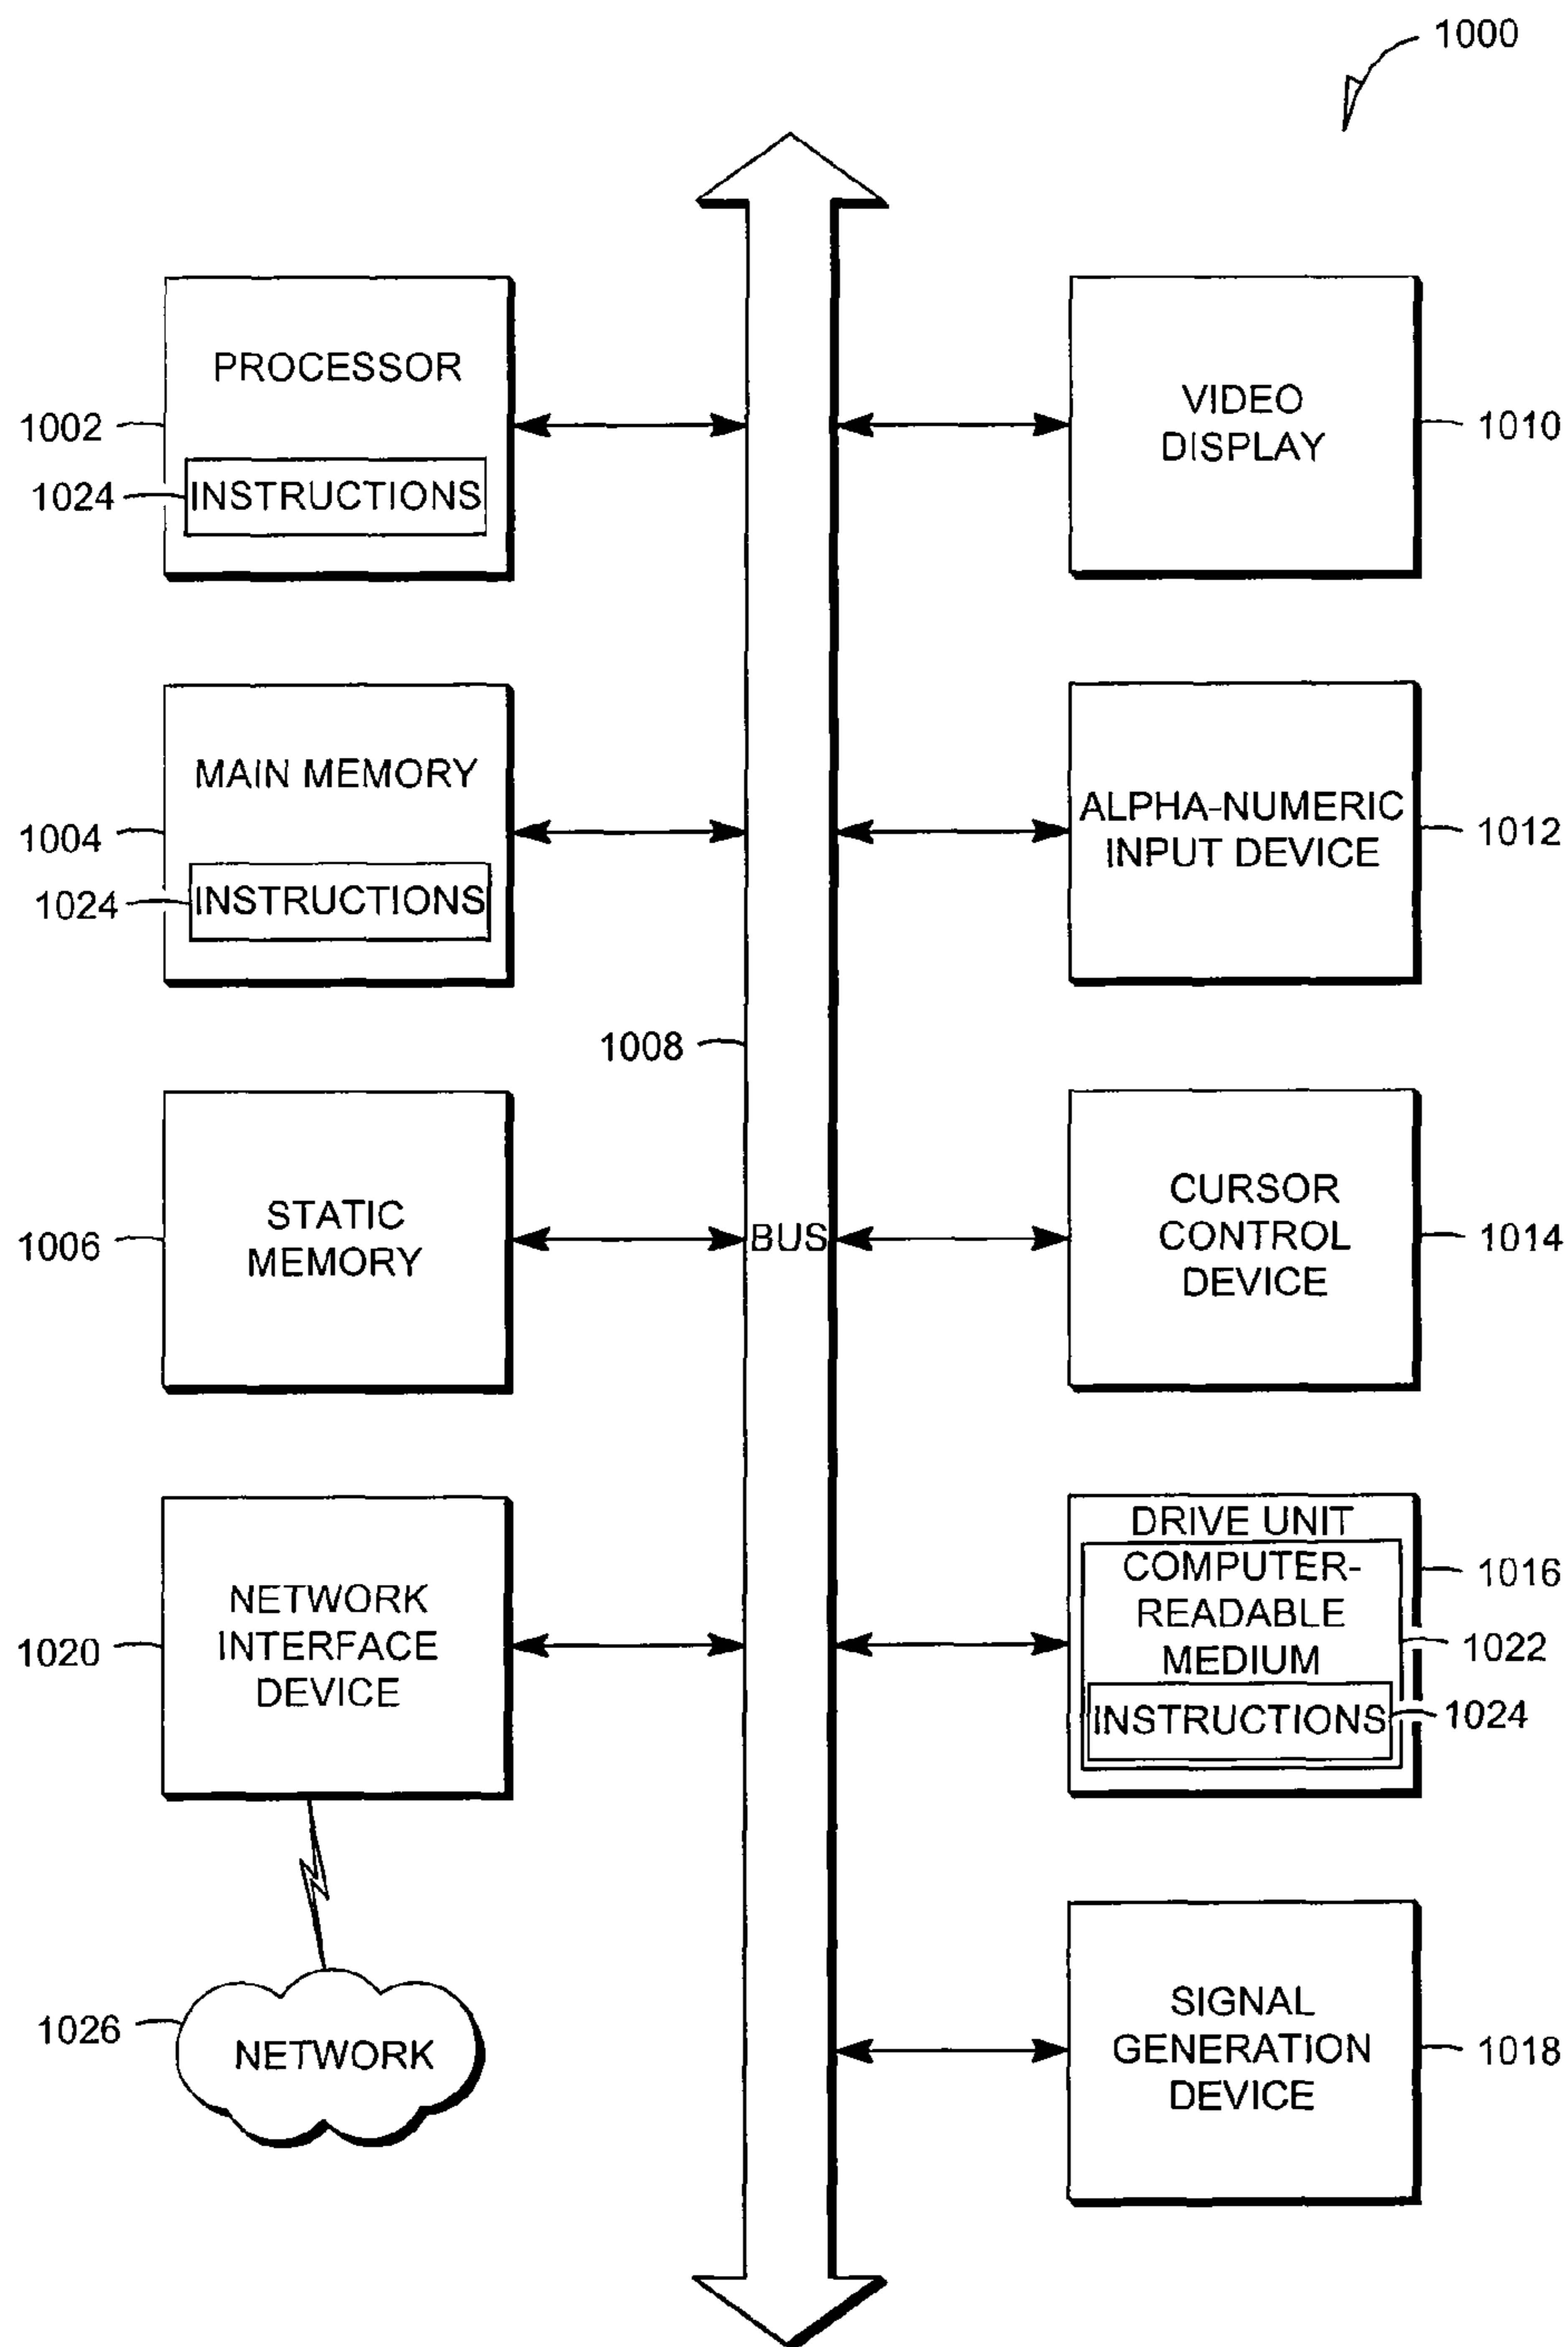 1000
PROCESSOR
1002
1024
INSTRUCTIONS
VIDEO
DISPLAY
1010
MAIN MEMORY
1004
1024
INSTRUCTIONS
ALPHA-NUMERIC
INPUT DEVICE
1012
1008
STATIC
MEMORY
1006
BUS
CURSOR
CONTROL
DEVICE
1014
NETWORK
INTERFACE
DEVICE
1020
DRIVE UNIT
COMPUTER-
READABLE
MEDIUM
INSTRUCTIONS
1016
1022
1024
1026
NETWORK
SIGNAL
GENERATION
DEVICE
1018